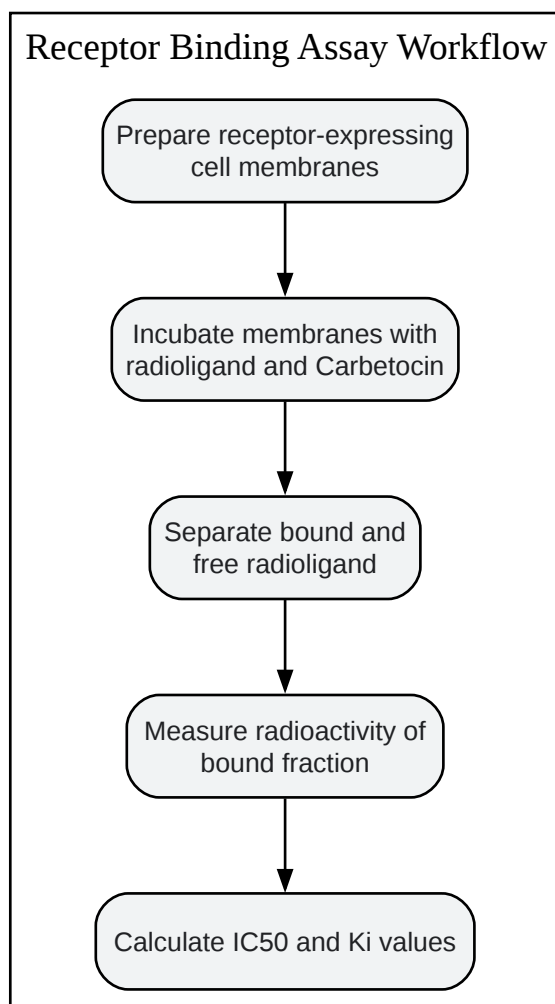 Receptor Binding Assay Workflow
Prepare receptor-expressing
cell membranes
Incubate membranes with
radioligand and Carbetocin
Separate bound and
free radioligand
Measure radioactivity of
bound fraction
Calculate IC50 and Ki values